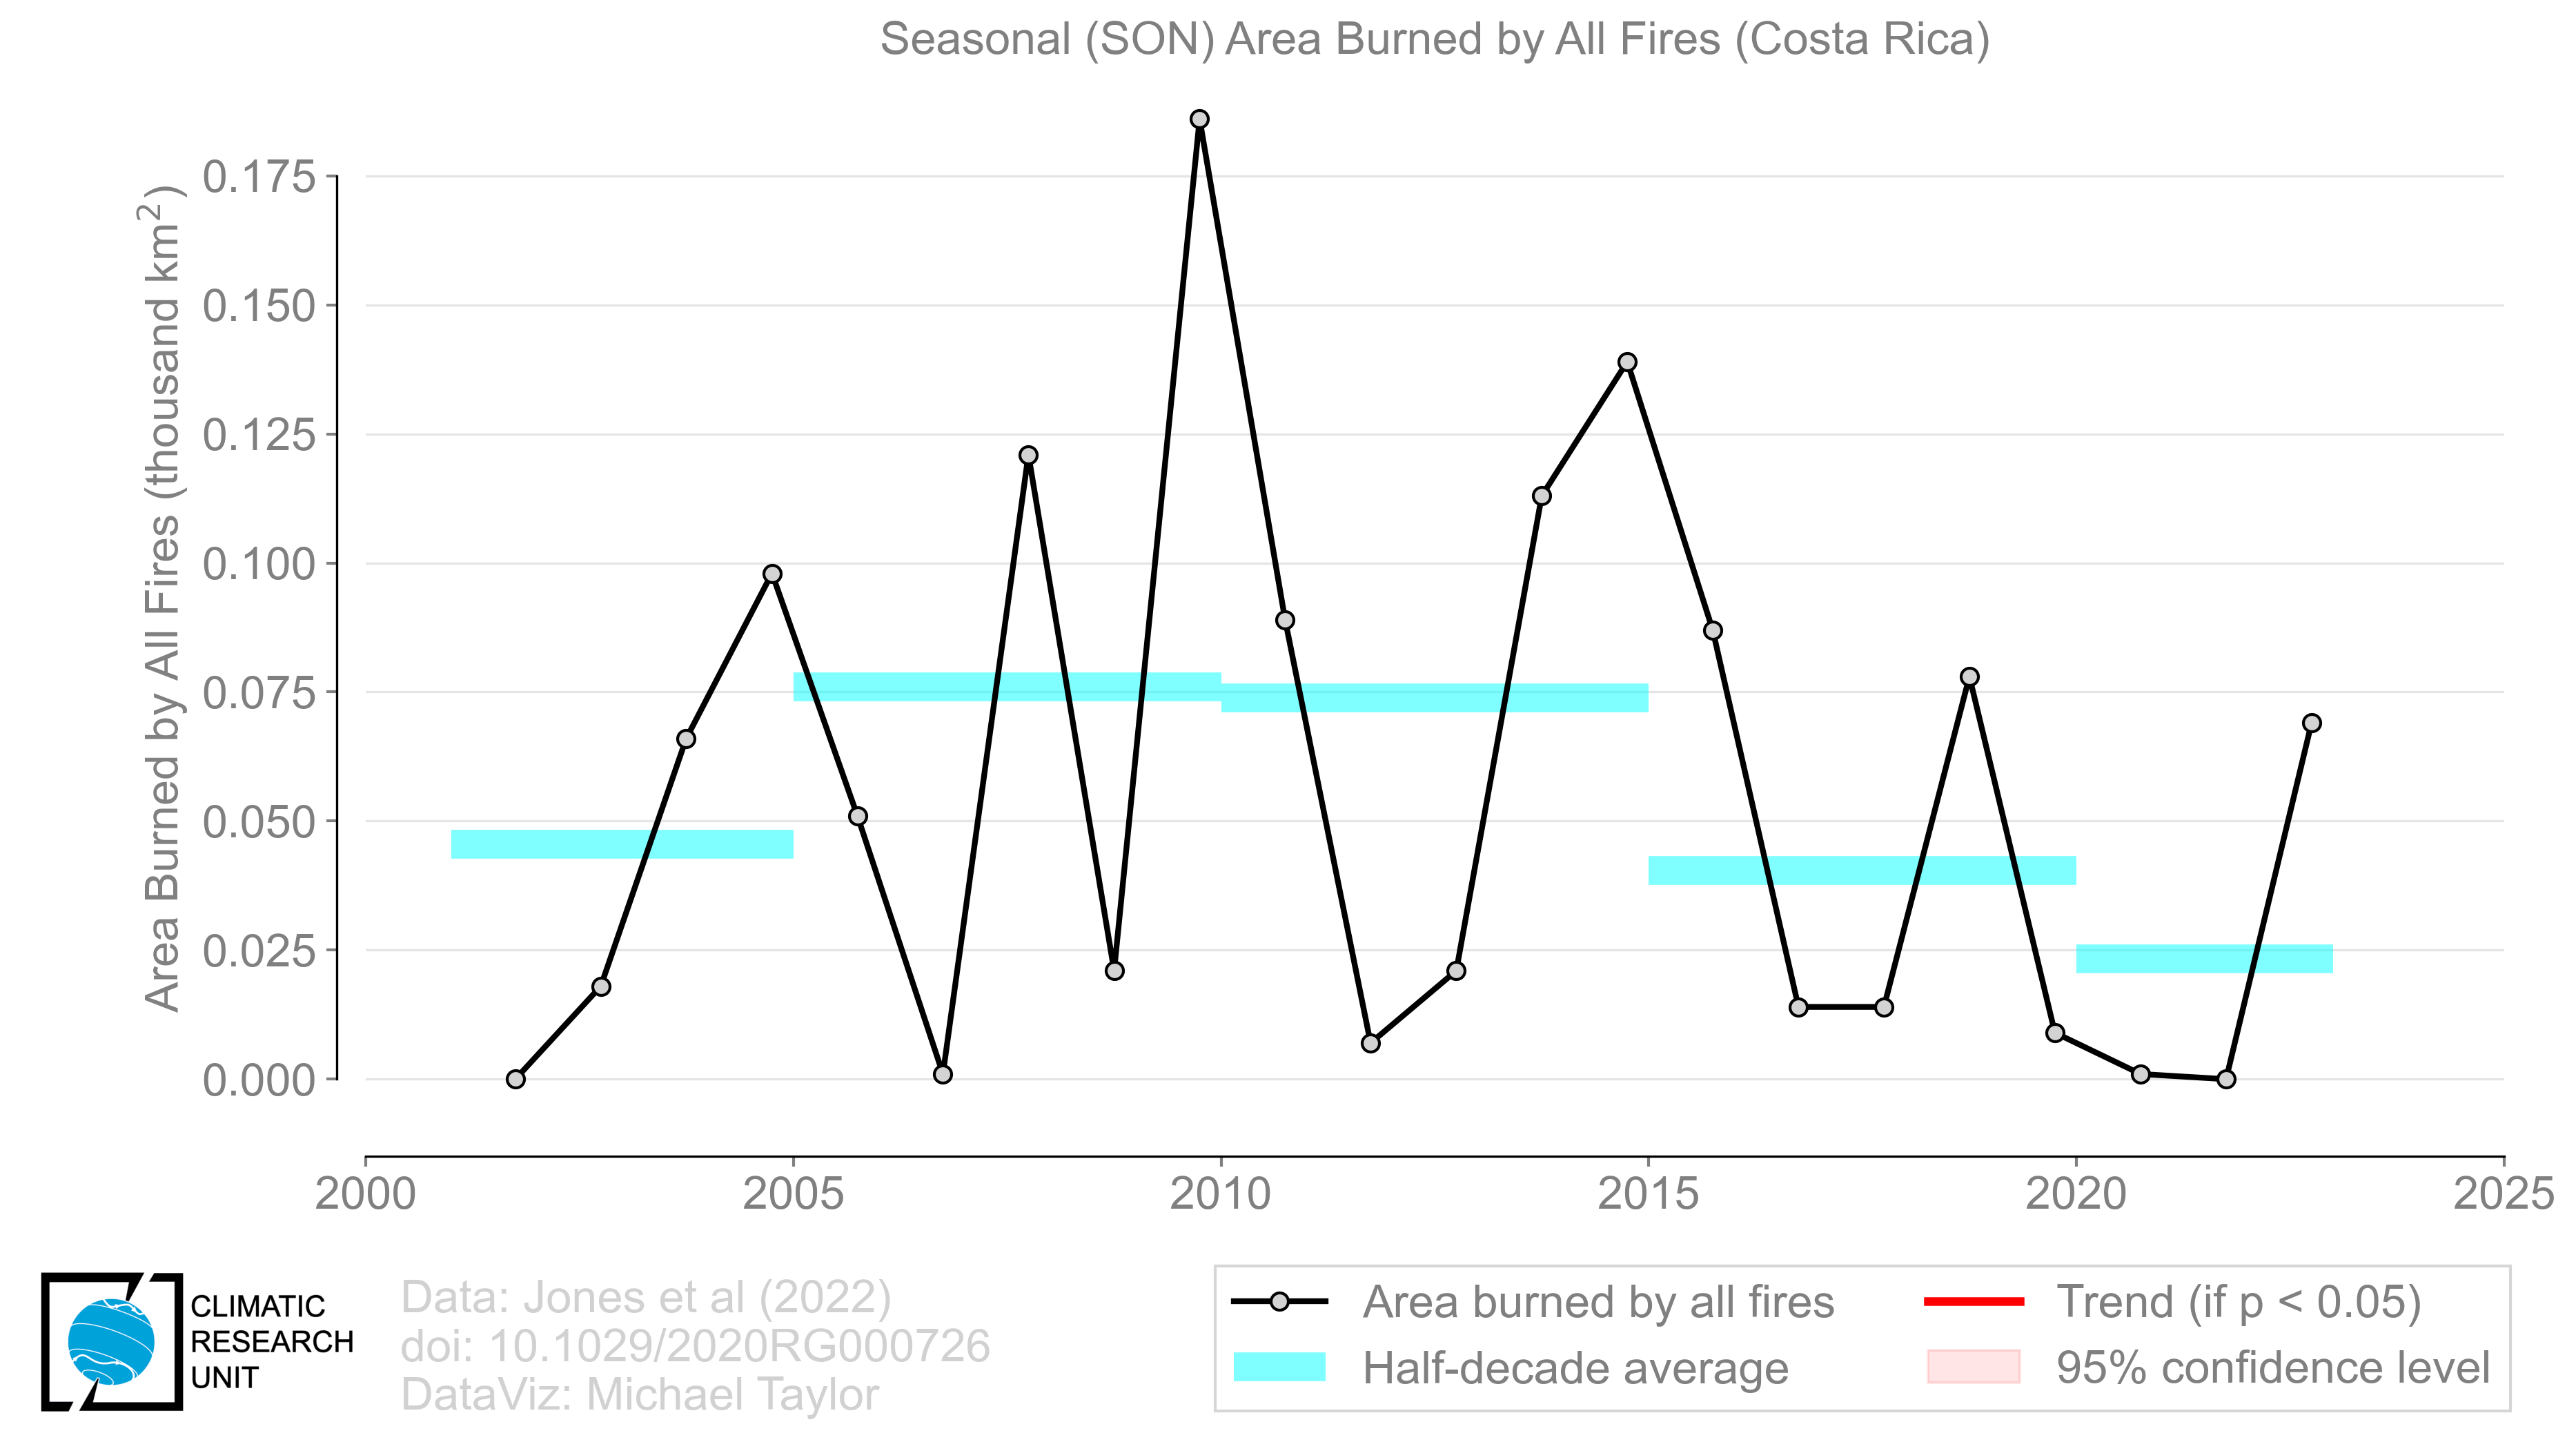 Seasonal (SON) Area Burned by All Fires (Costa Rica)
Area Burned by All Fires (thousand km²)
0.175
0.150
0.125
0.100
0.075
0.050
0.025
0.000
2000 2005 2010 2015 2020 2025
CLIMATIC
RESEARCH
UNIT
Data: Jones et al (2022)
doi: 10.1029/2020RG000726
DataViz: Michael Taylor
Area burned by all fires
Half-decade average
Trend (if p < 0.05)
95% confidence level